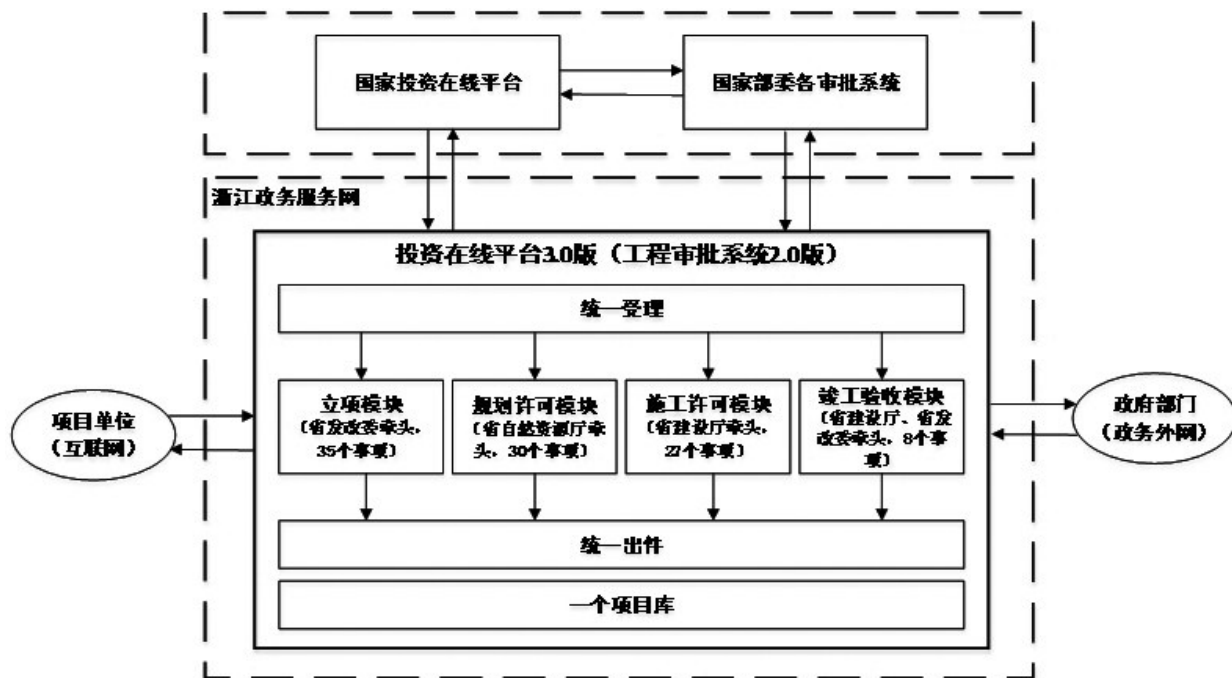 国家投资在线平台
国家部委各审批系统
浙江政务服务网
投资在线平台3.0版（工程审批系统2.0版）
统一受理
立项模块
（省发改委牵头，
35个事项）
规划许可模块
（省自然资源厅牵
头，30个事项）
施工许可模块
（省建设厅牵头，
27个事项）
竣工验收模块
（省建设厅、省发
改委牵头，8个事
项）
项目单位
（互联网）
政府部门
（政务外网）
统一出件
一个项目库